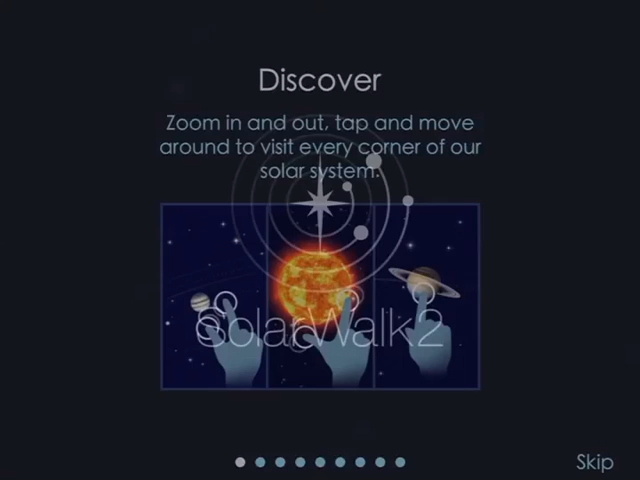 Discover
Zoom in and out, tap and move
around to visit every corner of our
solar system.
SolarWalk2
Skip